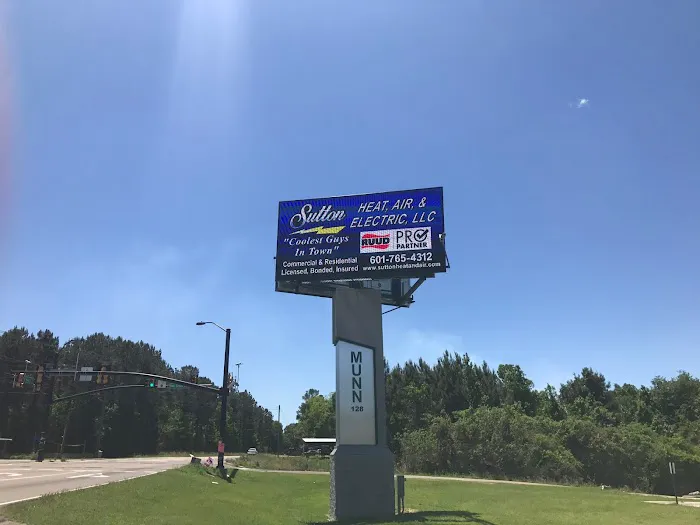 Sutton
HEAT, AIR, &
ELECTRIC, LLC
"Coolest Guys
In Town"
RUUD
PRO
PARTNER
Commercial & Residential
Licensed, Bonded, Insured
601-765-4312
www.suttonheatandair.com
MUNN
128